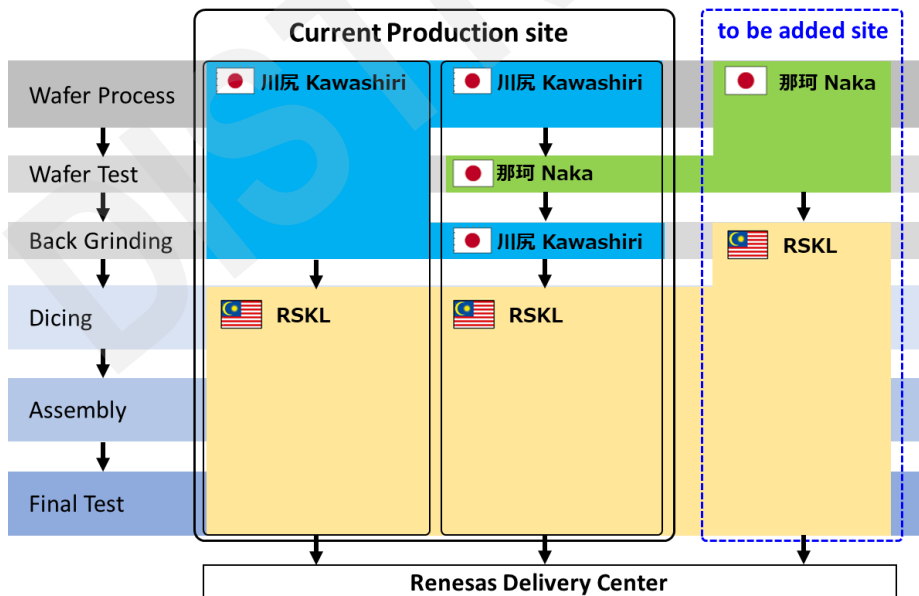 Current Production site
to be added site
Wafer Process
川尻 Kawashiri
川尻 Kawashiri
那珂 Naka
Wafer Test
那珂 Naka
Back Grinding
川尻 Kawashiri
RSKL
Dicing
RSKL
RSKL
Assembly
Final Test
Renesas Delivery Center